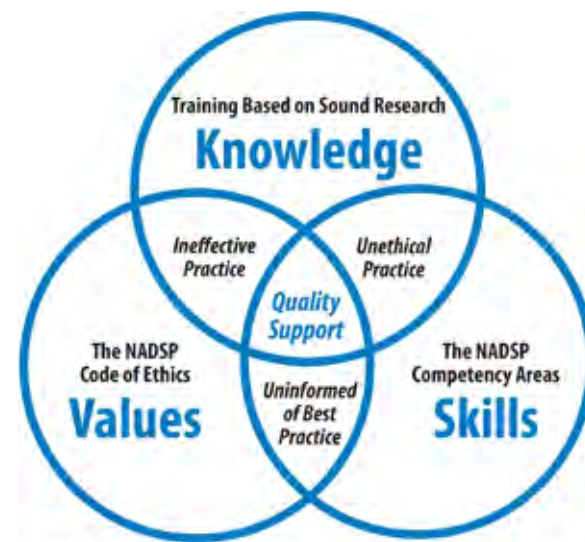 Training Based on Sound Research
Knowledge
Ineffective
Practice
Unethical
Practice
Quality
Support
The NADSP
Code of Ethics
Values
Uninformed
of Best
Practice
The NADSP
Competency Areas
Skills